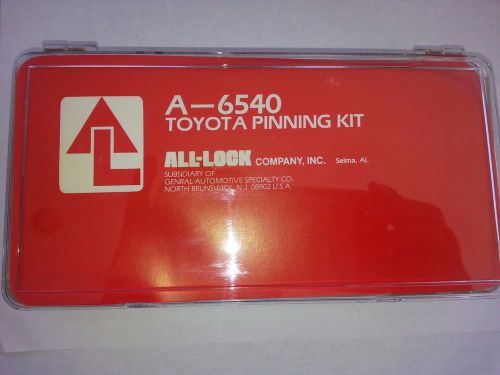 A—6540
TOYOTA PINNING KIT
ALL-LOCK COMPANY, INC. Selma, Al.
SUBSIDIARY OF
GENRAL AUTOMOTIVE SPECIALTY CO.
NORTH BRUNSWICK, N.J. 08902 U.S.A.